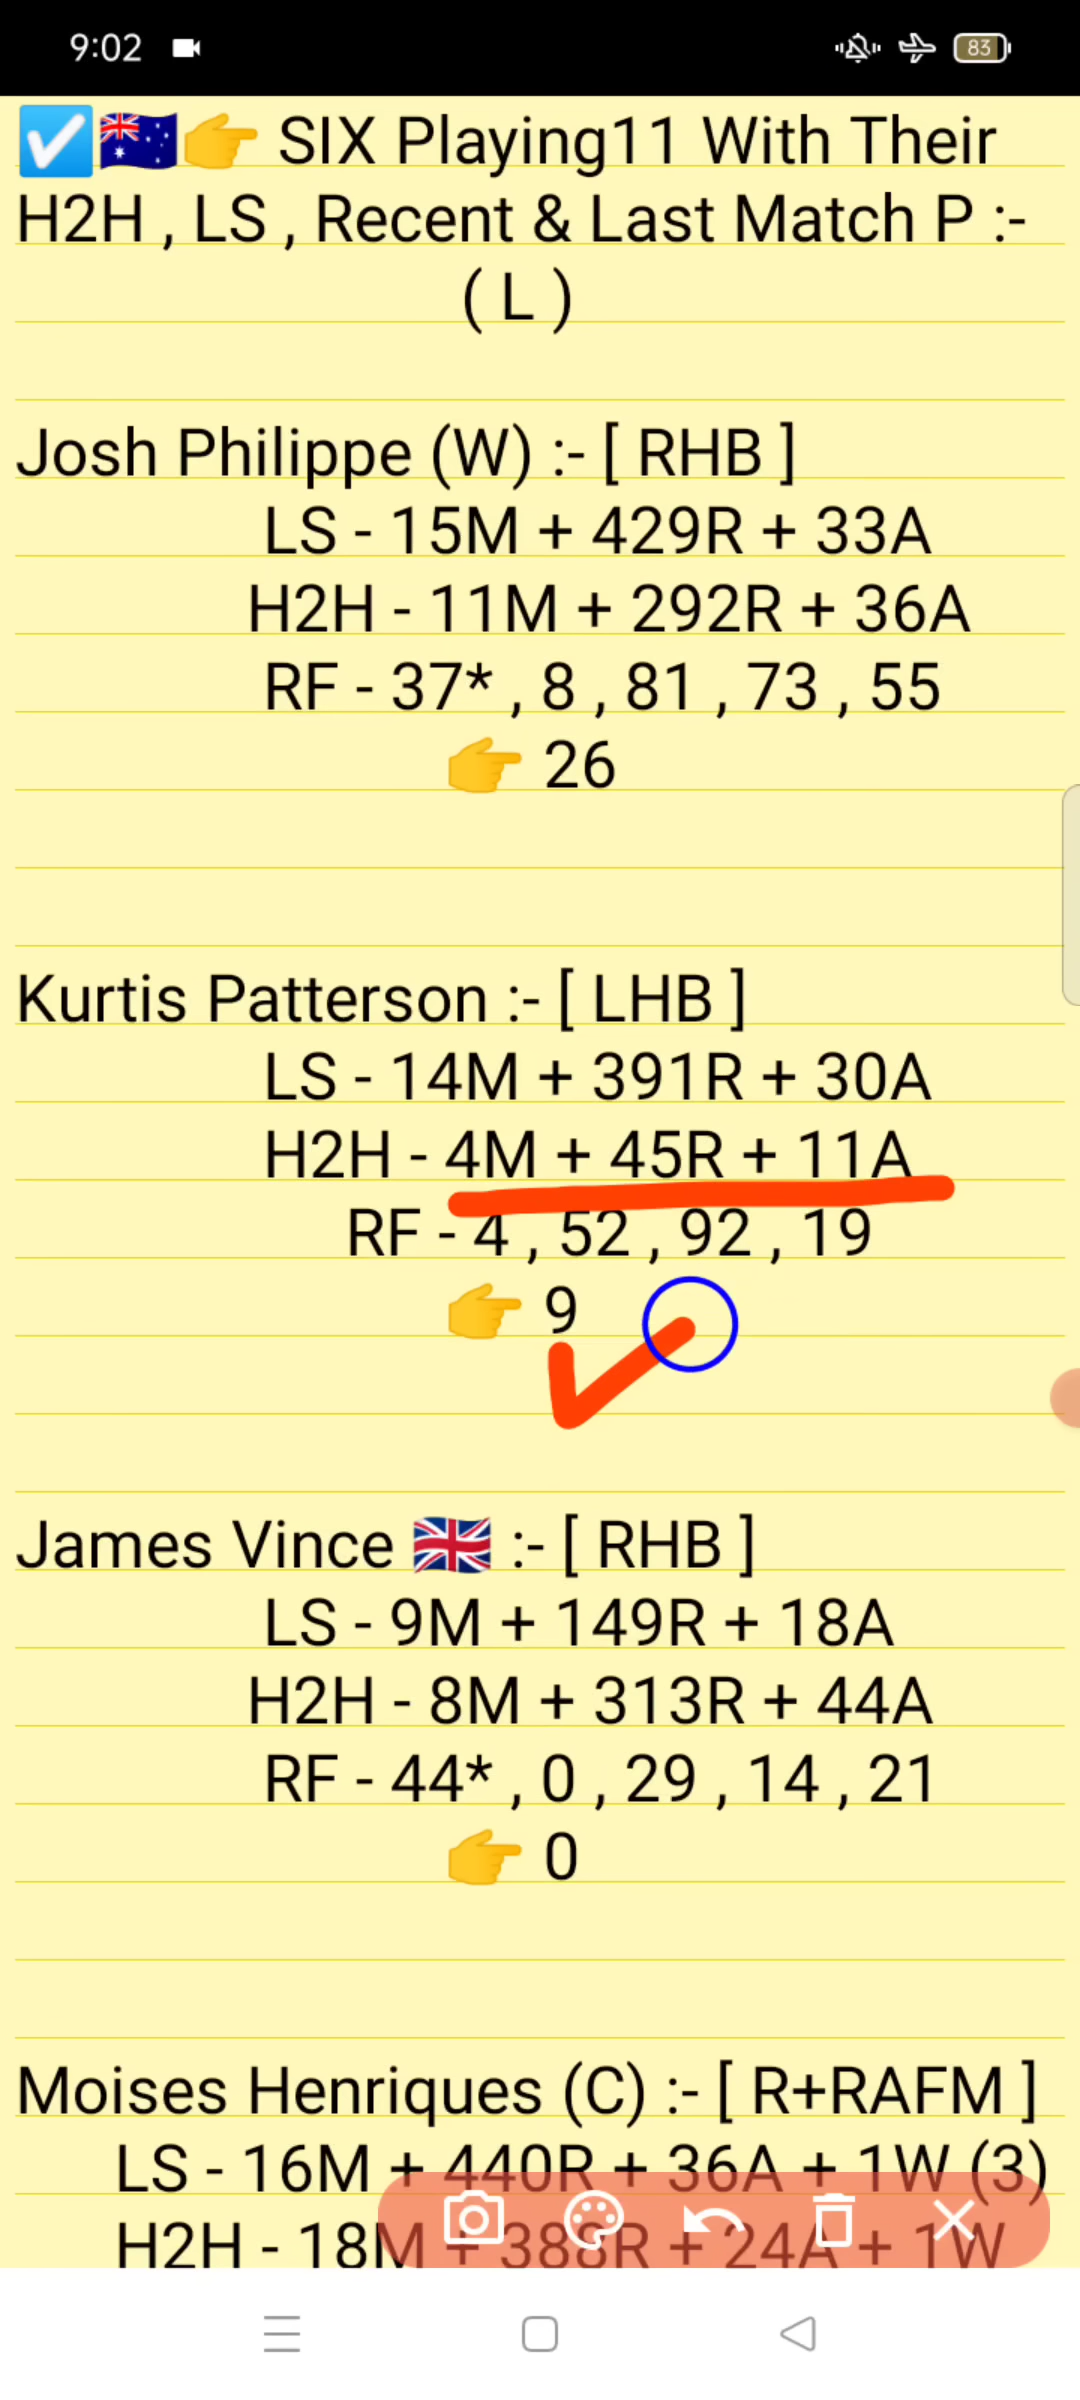 9:02
83
☑️🇦🇺👉 SIX Playing11 With Their
H2H , LS , Recent & Last Match P :-
( L )
Josh Philippe (W) :- [ RHB ]
LS - 15M + 429R + 33A
H2H - 11M + 292R + 36A
RF - 37* , 8 , 81 , 73 , 55
👉 26
Kurtis Patterson :- [ LHB ]
LS - 14M + 391R + 30A
H2H - 4M + 45R + 11A
RF - 4 , 52 , 92 , 19
👉 9
James Vince 🇬🇧 :- [ RHB ]
LS - 9M + 149R + 18A
H2H - 8M + 313R + 44A
RF - 44* , 0 , 29 , 14 , 21
👉 0
Moises Henriques (C) :- [ R+RAFM ]
LS - 16M + 440R + 36A + 1W (3)
H2H - 18M + 388R + 24A + 1W